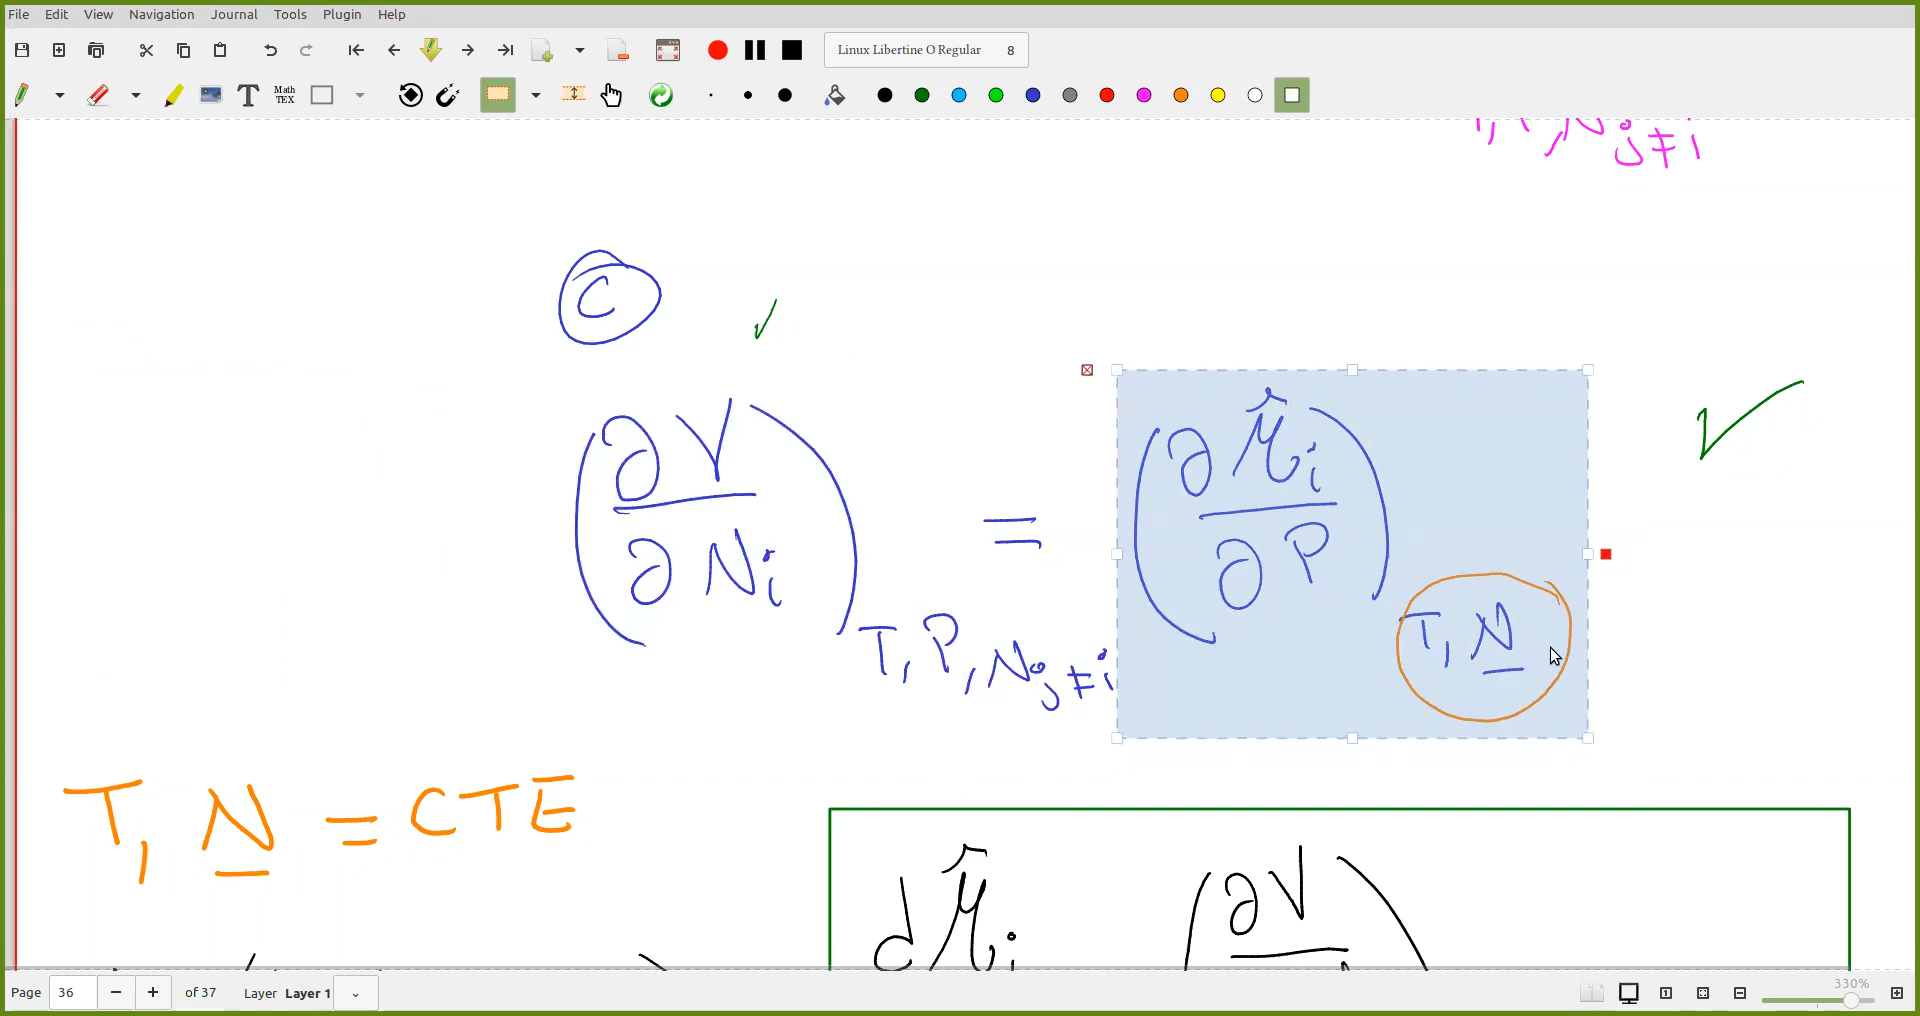 File Edit View Navigation Journal Tools Plugin Help
Linux Libertine O Regular 8
T Math TEX
T, P, N j≠i
C ✓
(∂V / ∂Ni) T, P, Nj≠i = (∂μ̂i / ∂P) T, N ✓
T, N = CTE
dμ̂i (∂V
Page 36 of 37 Layer Layer 1 330%